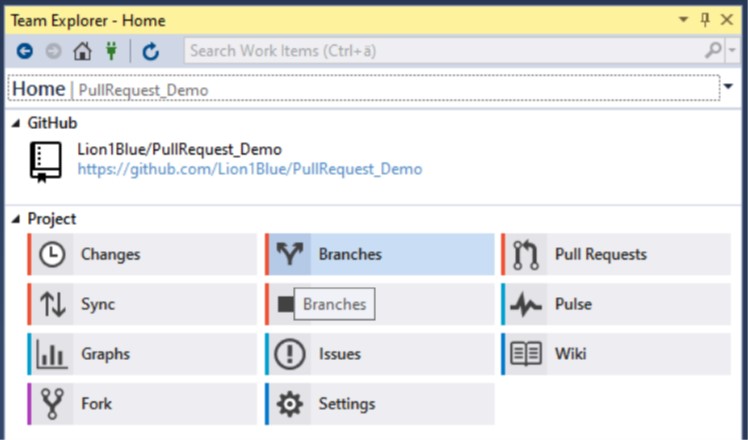 Team Explorer - Home
Search Work Items (Ctrl+ä)
Home | PullRequest_Demo
GitHub
Lion1Blue/PullRequest_Demo
https://github.com/Lion1Blue/PullRequest_Demo
Project
Changes
Branches
Pull Requests
Sync
Branches
Pulse
Graphs
Issues
Wiki
Fork
Settings